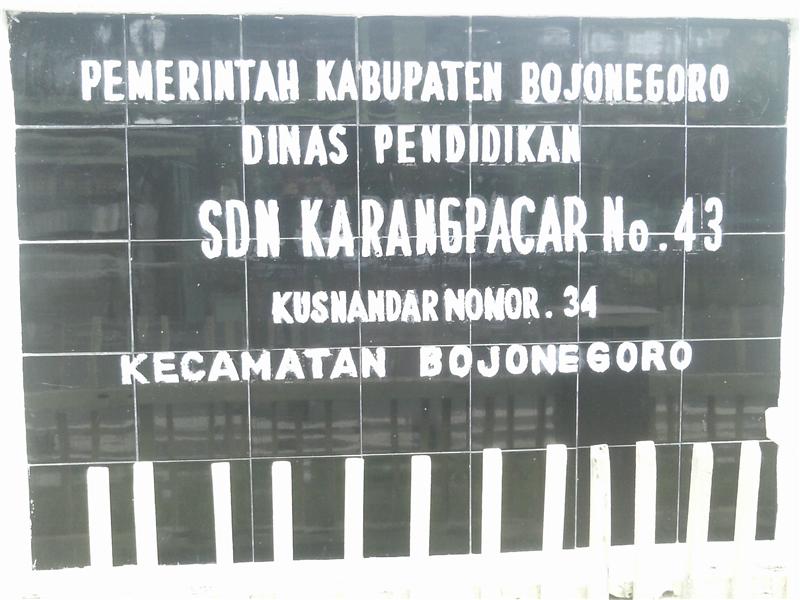 PEMERINTAH KABUPATEN BOJONEGORO
DINAS PENDIDIKAN
SDN KARANGPACAR No. 43
KUSNANDAR NOMOR. 34
KECAMATAN BOJONEGORO